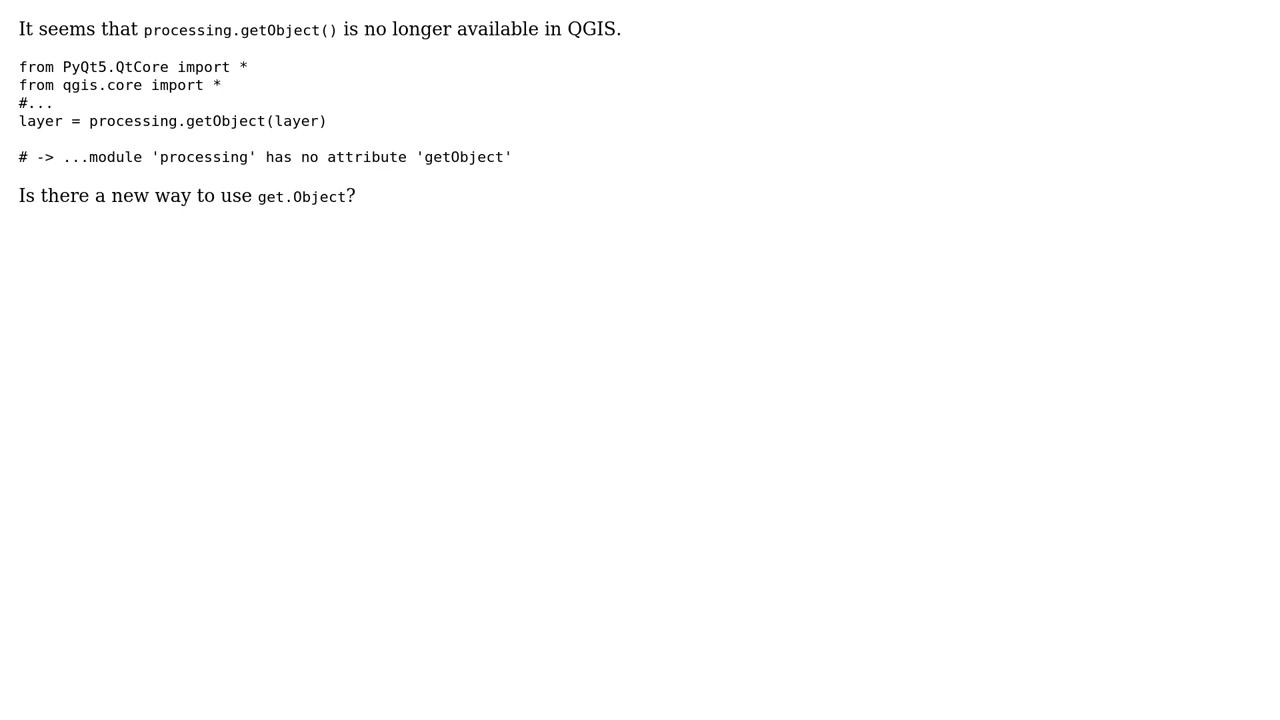 It seems that processing.getObject() is no longer available in QGIS.
from PyQt5.QtCore import *
from qgis.core import *
#...
layer = processing.getObject(layer)
# -> ...module 'processing' has no attribute 'getObject'
Is there a new way to use get.Object?